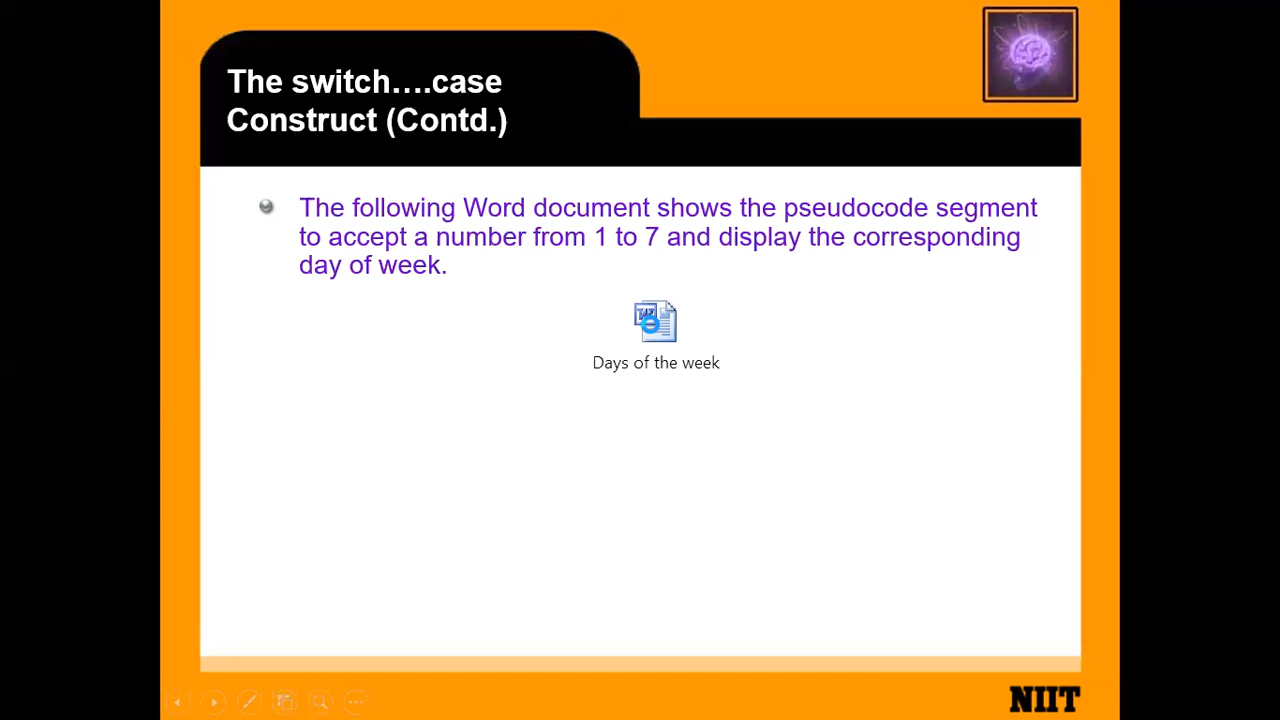 The switch….case
Construct (Contd.)
The following Word document shows the pseudocode segment
to accept a number from 1 to 7 and display the corresponding
day of week.
Days of the week
NIIT